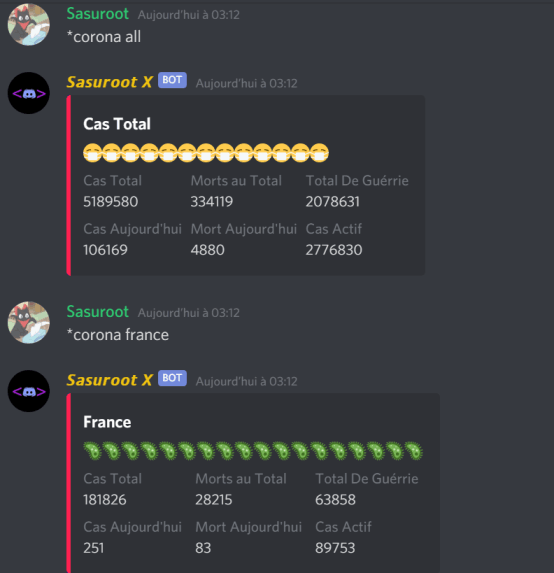 Sasuroot Aujourd'hui à 03:12
*corona all
Sasuroot X BOT Aujourd'hui à 03:12
Cas Total
Cas Total Morts au Total Total De Guérrie
5189580 334119 2078631
Cas Aujourd'hui Mort Aujourd'hui Cas Actif
106169 4880 2776830
Sasuroot Aujourd'hui à 03:12
*corona france
Sasuroot X BOT Aujourd'hui à 03:12
France
Cas Total Morts au Total Total De Guérrie
181826 28215 63858
Cas Aujourd'hui Mort Aujourd'hui Cas Actif
251 83 89753